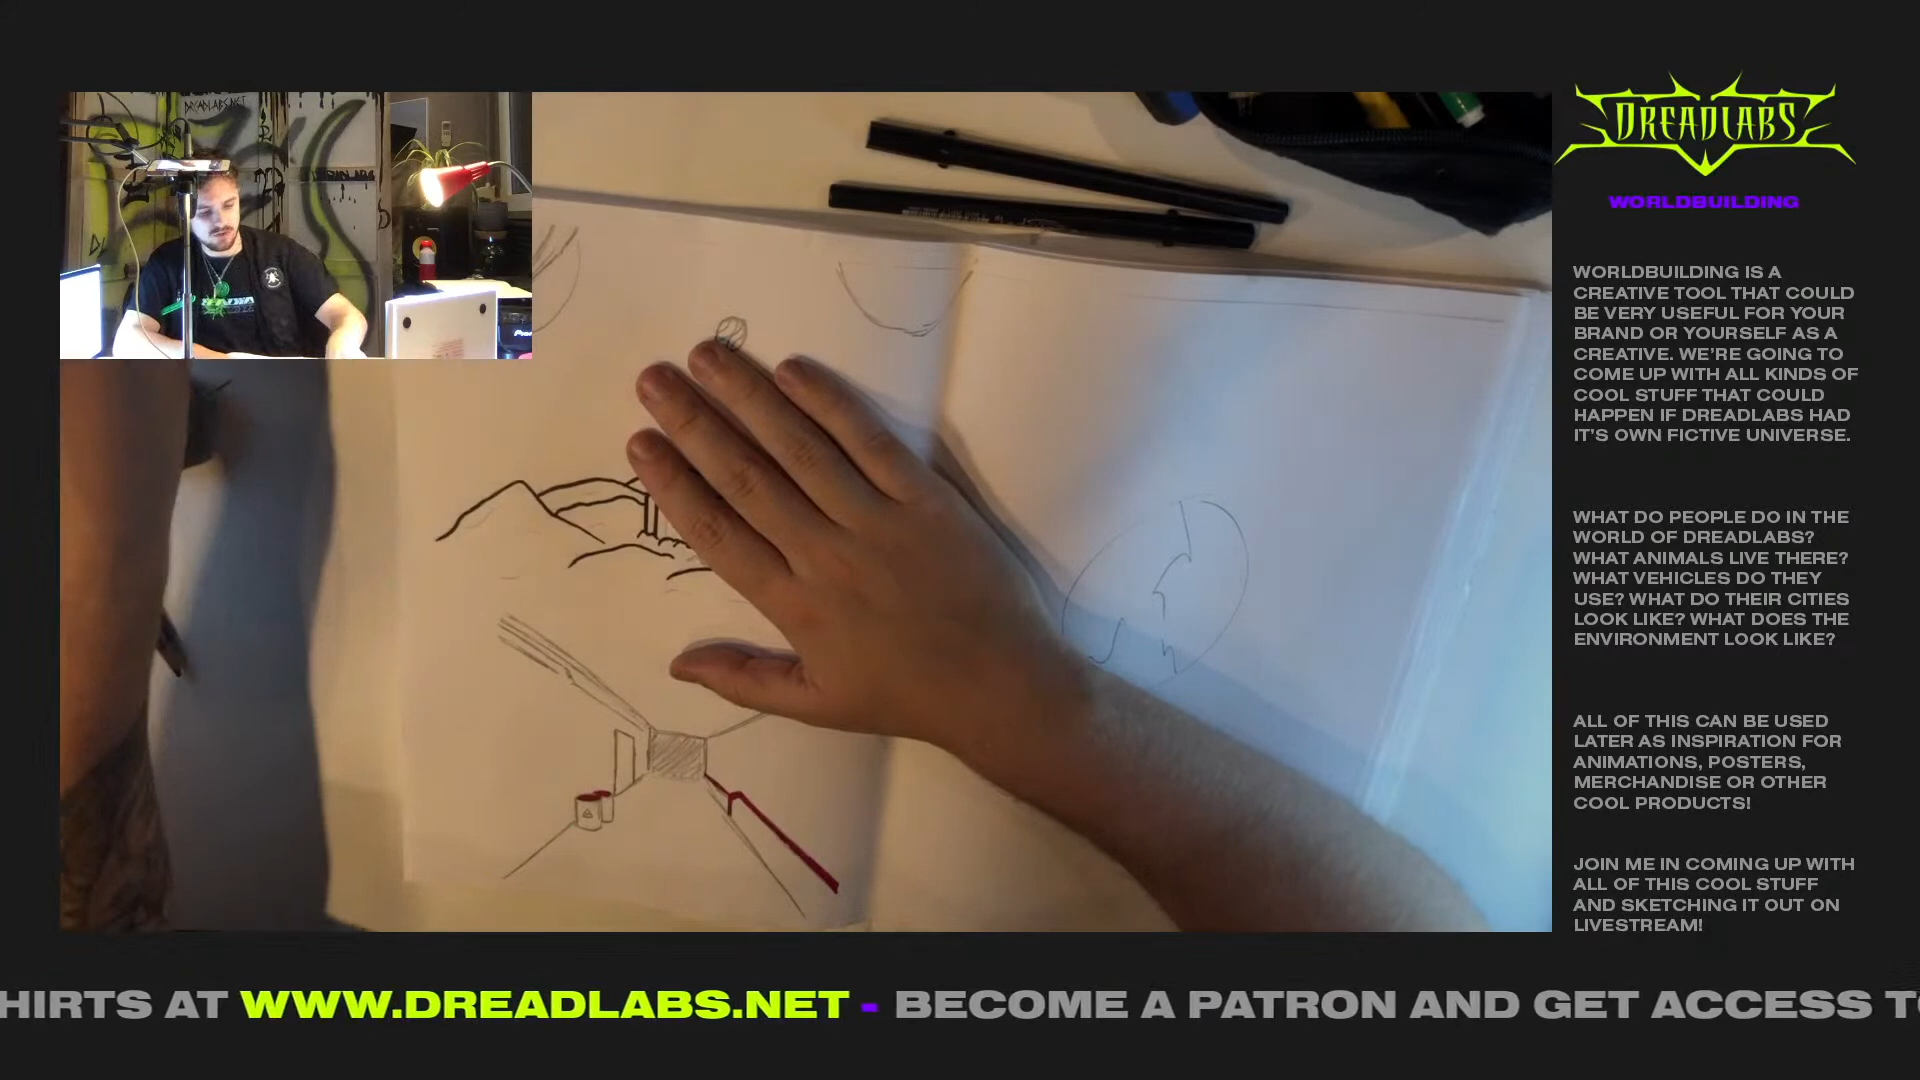 DREADLABS.NET
DREADLABS
WORLDBUILDING
WORLDBUILDING IS A
CREATIVE TOOL THAT COULD
BE VERY USEFUL FOR YOUR
BRAND OR YOURSELF AS A
CREATIVE. WE'RE GOING TO
COME UP WITH ALL KINDS OF
COOL STUFF THAT COULD
HAPPEN IF DREADLABS HAD
IT'S OWN FICTIVE UNIVERSE.
WHAT DO PEOPLE DO IN THE
WORLD OF DREADLABS?
WHAT ANIMALS LIVE THERE?
WHAT VEHICLES DO THEY
USE? WHAT DO THEIR CITIES
LOOK LIKE? WHAT DOES THE
ENVIRONMENT LOOK LIKE?
ALL OF THIS CAN BE USED
LATER AS INSPIRATION FOR
ANIMATIONS, POSTERS,
MERCHANDISE OR OTHER
COOL PRODUCTS!
JOIN ME IN COMING UP WITH
ALL OF THIS COOL STUFF
AND SKETCHING IT OUT ON
LIVESTREAM!
HIRTS AT WWW.DREADLABS.NET - BECOME A PATRON AND GET ACCESS T